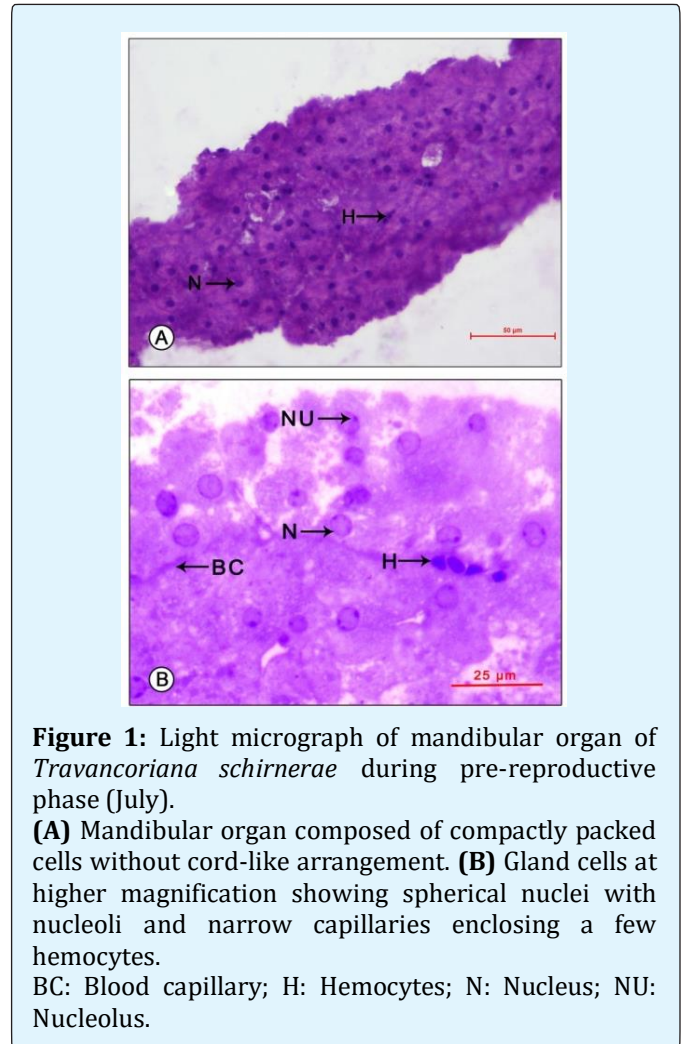 H
N
A
50 µm
NU
N
H
BC
25 µm
B
Figure 1: Light micrograph of mandibular organ of
Travancoriana schirnerae during pre-reproductive
phase (July).
(A) Mandibular organ composed of compactly packed
cells without cord-like arrangement. (B) Gland cells at
higher magnification showing spherical nuclei with
nucleoli and narrow capillaries enclosing a few
hemocytes.
BC: Blood capillary; H: Hemocytes; N: Nucleus; NU:
Nucleolus.